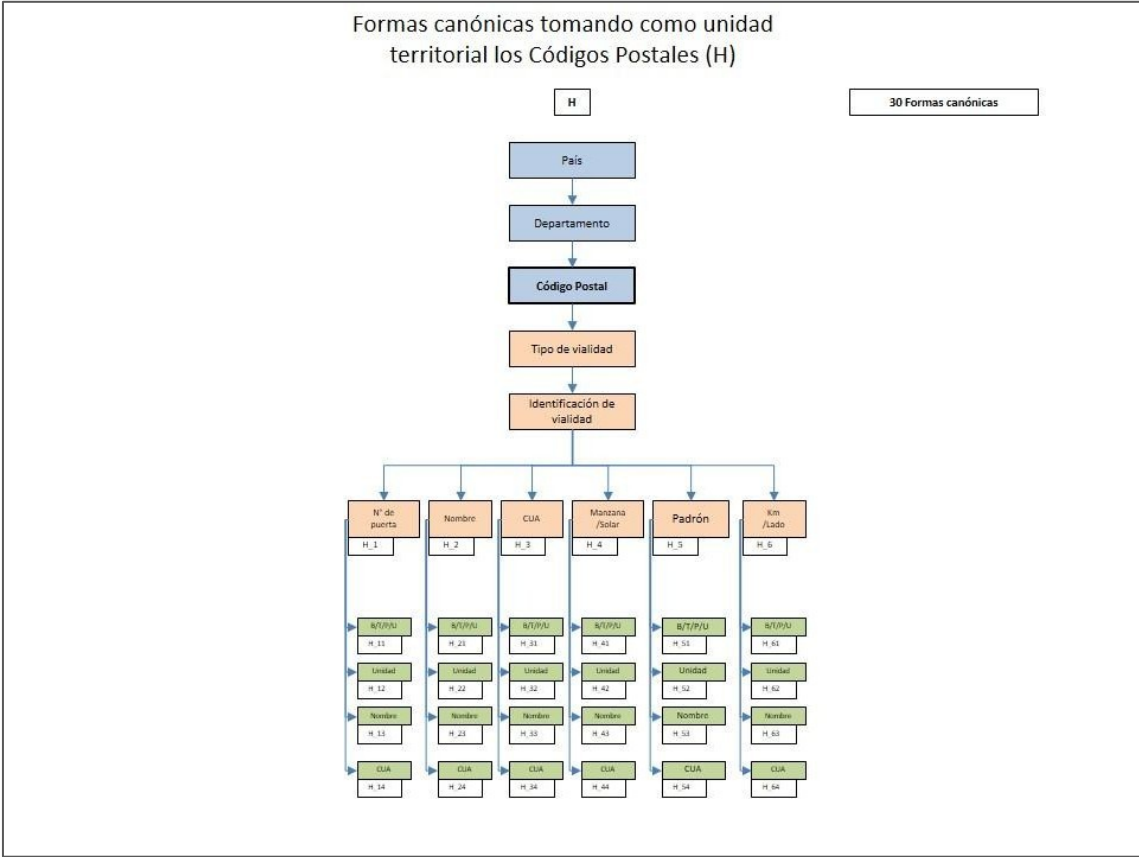 Formas canónicas tomando como unidad
territorial los Códigos Postales (H)
H
30 Formas canónicas
País
Departamento
Código Postal
Tipo de vialidad
Identificación de
vialidad
N° de
puerta
H_1
Nombre
H_2
CUA
H_3
Manzana
/Solar
H_4
Padrón
H_5
Km
/Lado
H_6
B/T/P/U
H_11
B/T/P/U
H_21
B/T/P/U
H_31
B/T/P/U
H_41
B/T/P/U
H_51
B/T/P/U
H_61
Unidad
H_12
Unidad
H_22
Unidad
H_32
Unidad
H_42
Unidad
H_52
Unidad
H_62
Nombre
H_13
Nombre
H_23
Nombre
H_33
Nombre
H_43
Nombre
H_53
Nombre
H_63
CUA
H_14
CUA
H_24
CUA
H_34
CUA
H_44
CUA
H_54
CUA
H_64